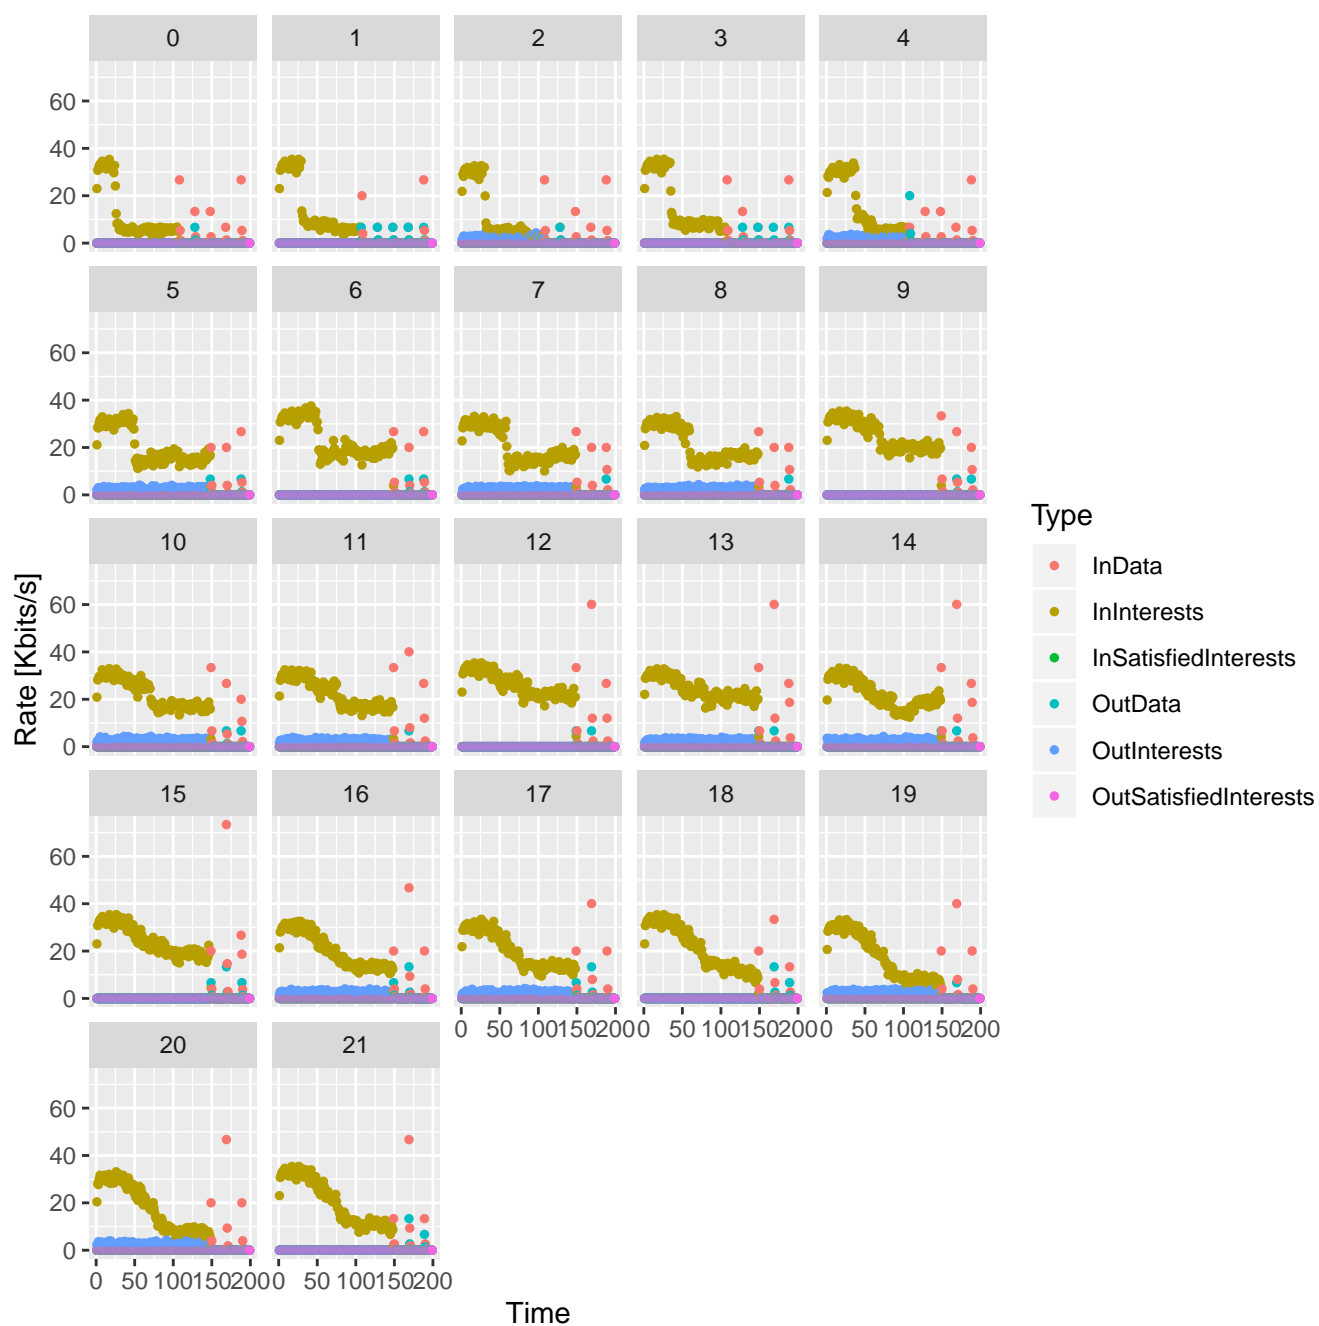 0 1 2 3 4
60
40
20
0
5 6 7 8 9
60
40
20
0
10 11 12 13 14
60
40
20
0
15 16 17 18 19
60
40
20
0
0 50 100 150 200 0 50 100 150 200 0 50 100 150 200
20 21
60
40
20
0
0 50 100 150 200 0 50 100 150 200
Time
Rate [Kbits/s]
Type
InData
InInterests
InSatisfiedInterests
OutData
OutInterests
OutSatisfiedInterests